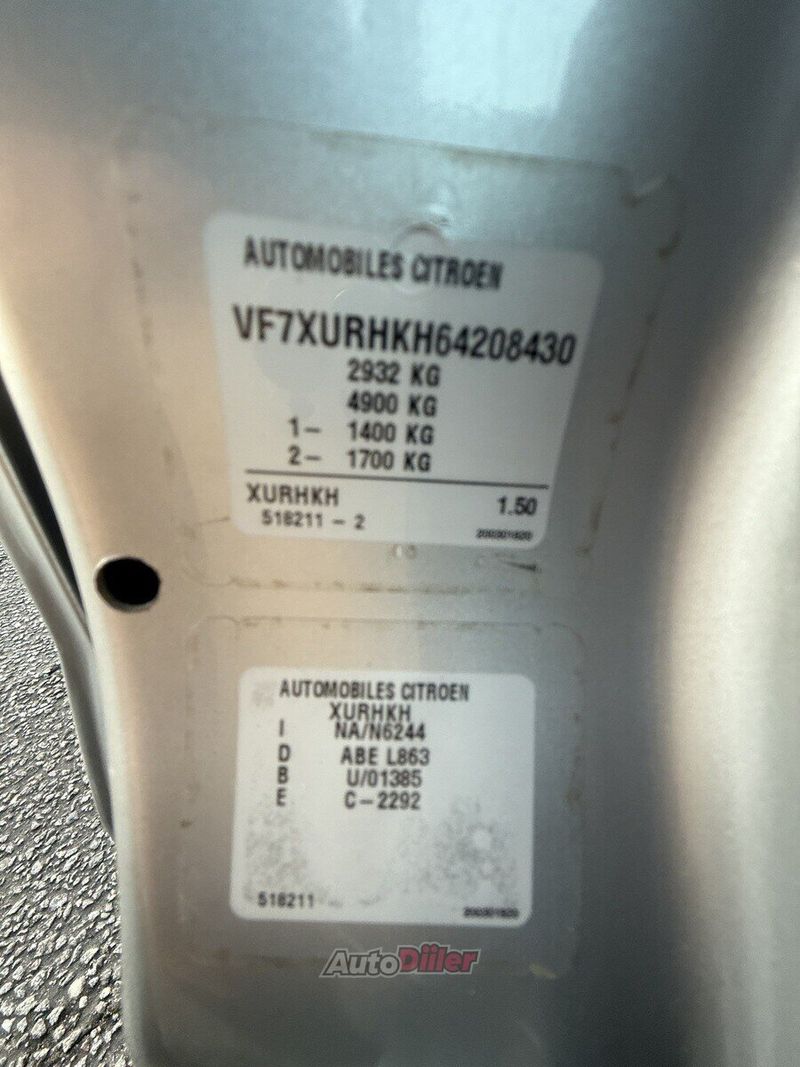 AUTOMOBILES CITROEN
VF7XURHKH64208430
2932 KG
4900 KG
1- 1400 KG
2- 1700 KG
XURHKH 1.50
518211 - 2
AUTOMOBILES CITROEN
XURHKH
I NA/N6244
D ABE L863
B U/01385
E C-2292
518211
AutoDiiler